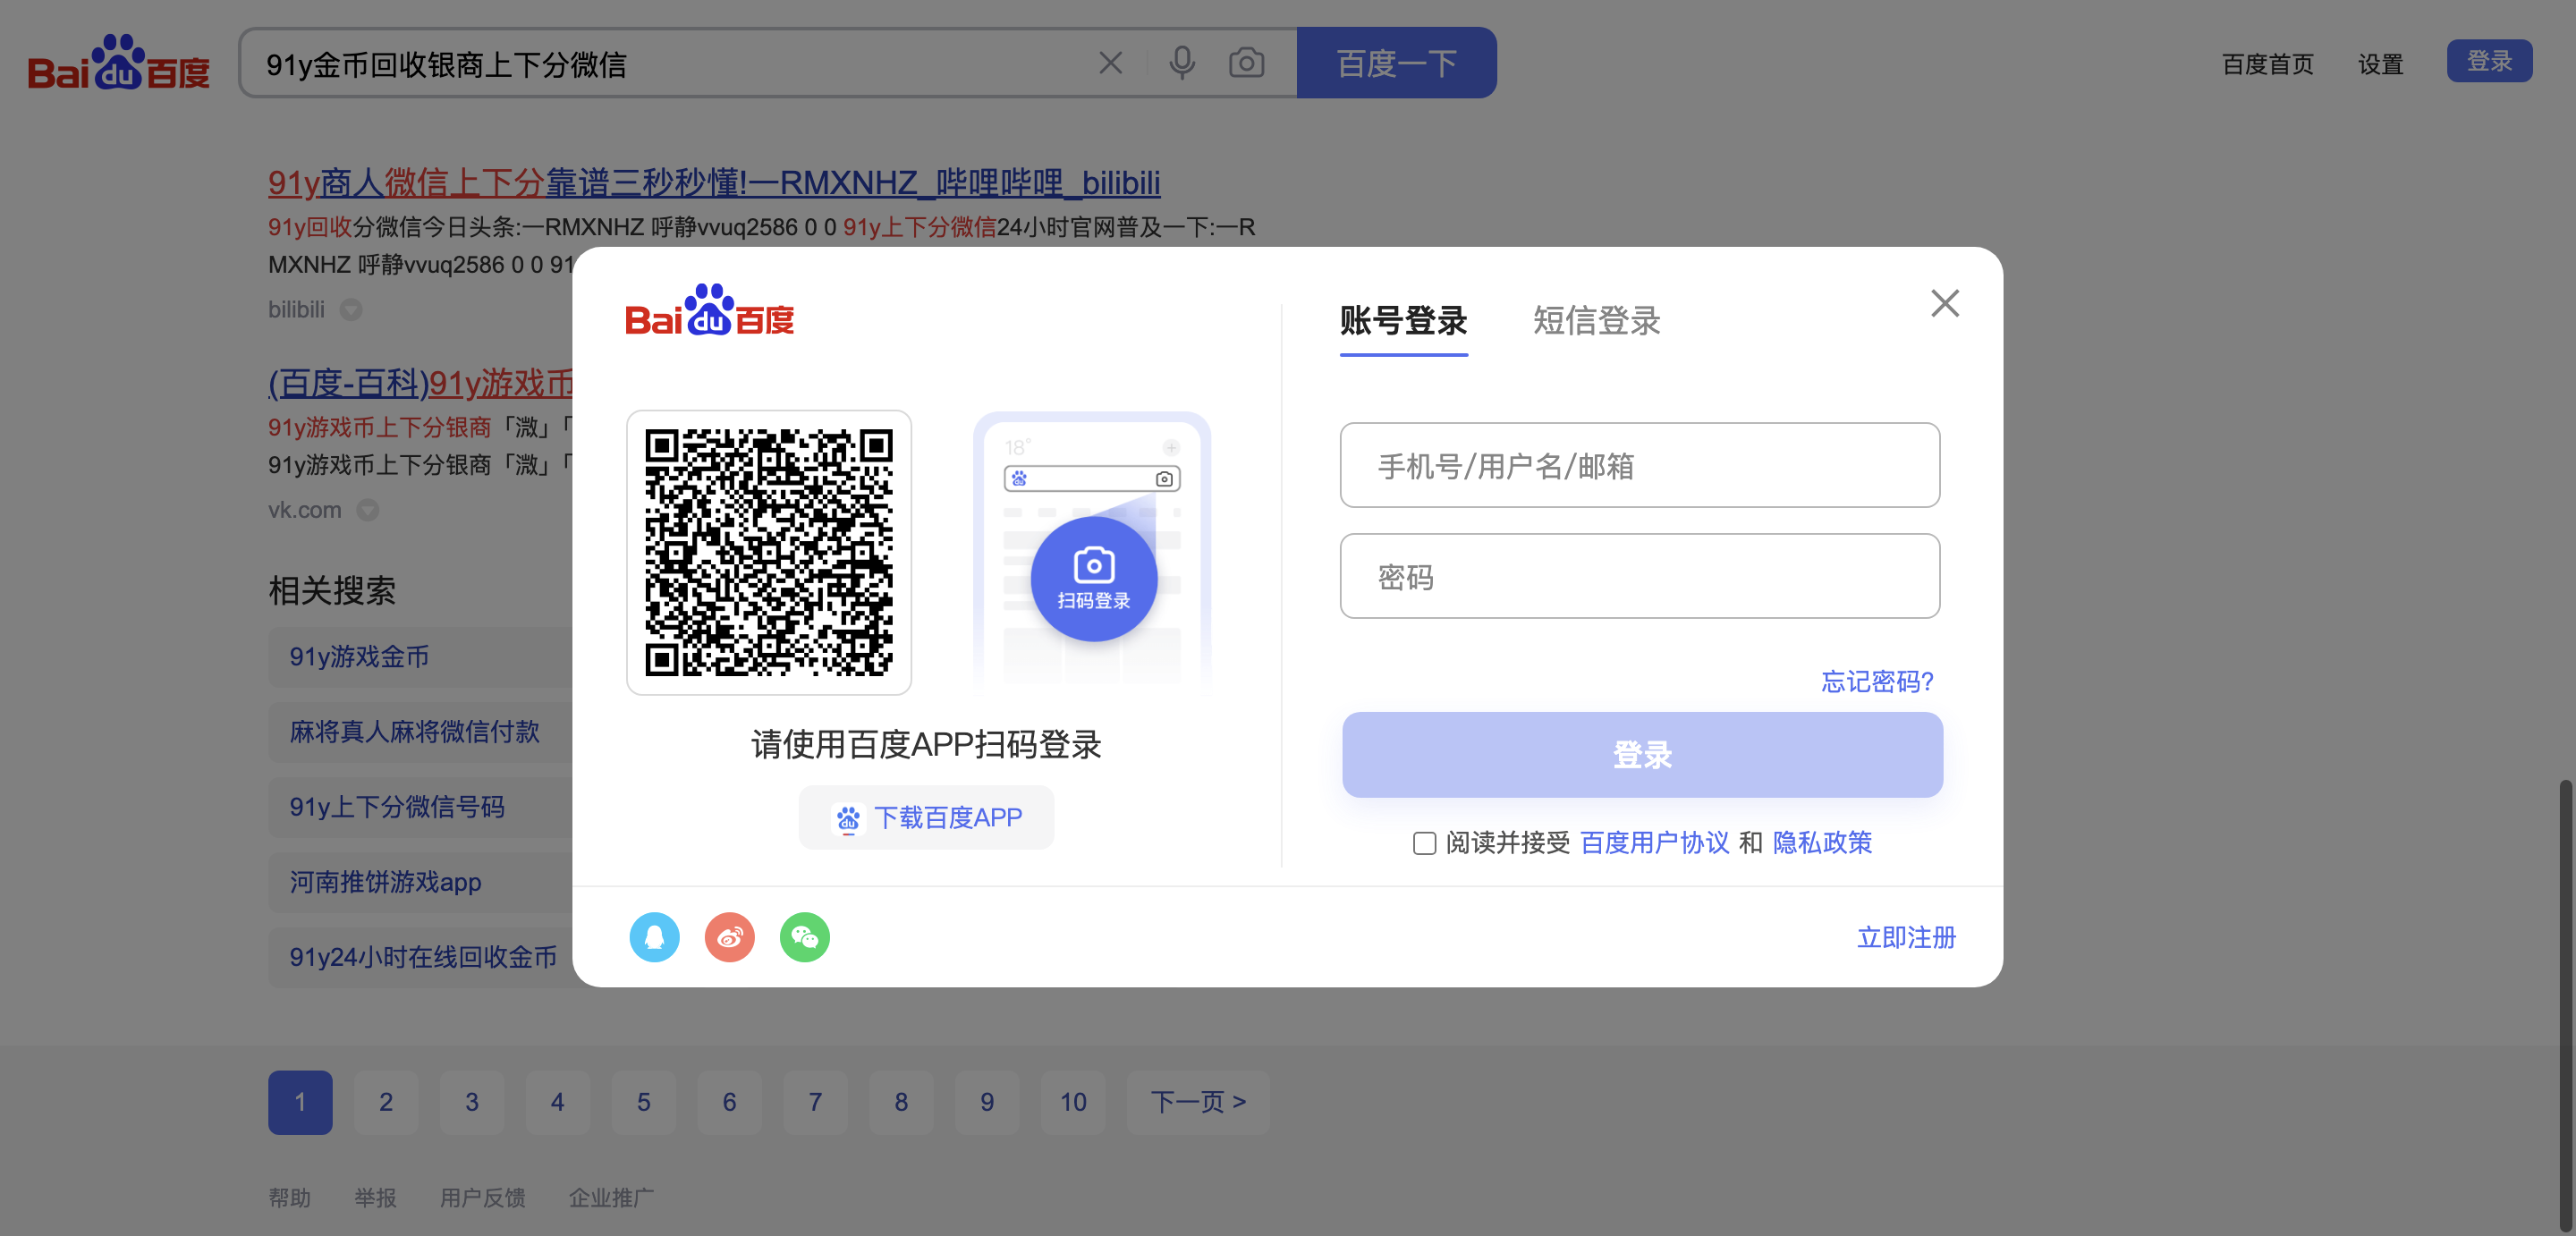 Bai du 百度
91y金币回收银商上下分微信
百度一下
百度首页 设置 登录
91y商人微信上下分靠谱三秒秒懂!一RMXNHZ_哔哩哔哩_bilibili
91y回收分微信今日头条:一RMXNHZ 呼静vvuq2586 0 0 91y上下分微信24小时官网普及一下:一R
MXNHZ 呼静vvuq2586 0 0 91
bilibili
(百度-百科)91y游戏币
91y游戏币上下分银商「溦」「
91y游戏币上下分银商「溦」「
vk.com
相关搜索
91y游戏金币
麻将真人麻将微信付款
91y上下分微信号码
河南推饼游戏app
91y24小时在线回收金币
Bai du 百度
18°
扫码登录
请使用百度APP扫码登录
du 下载百度APP
账号登录 短信登录
手机号/用户名/邮箱
密码
忘记密码?
登录
阅读并接受 百度用户协议 和 隐私政策
立即注册
1 2 3 4 5 6 7 8 9 10 下一页 >
帮助 举报 用户反馈 企业推广